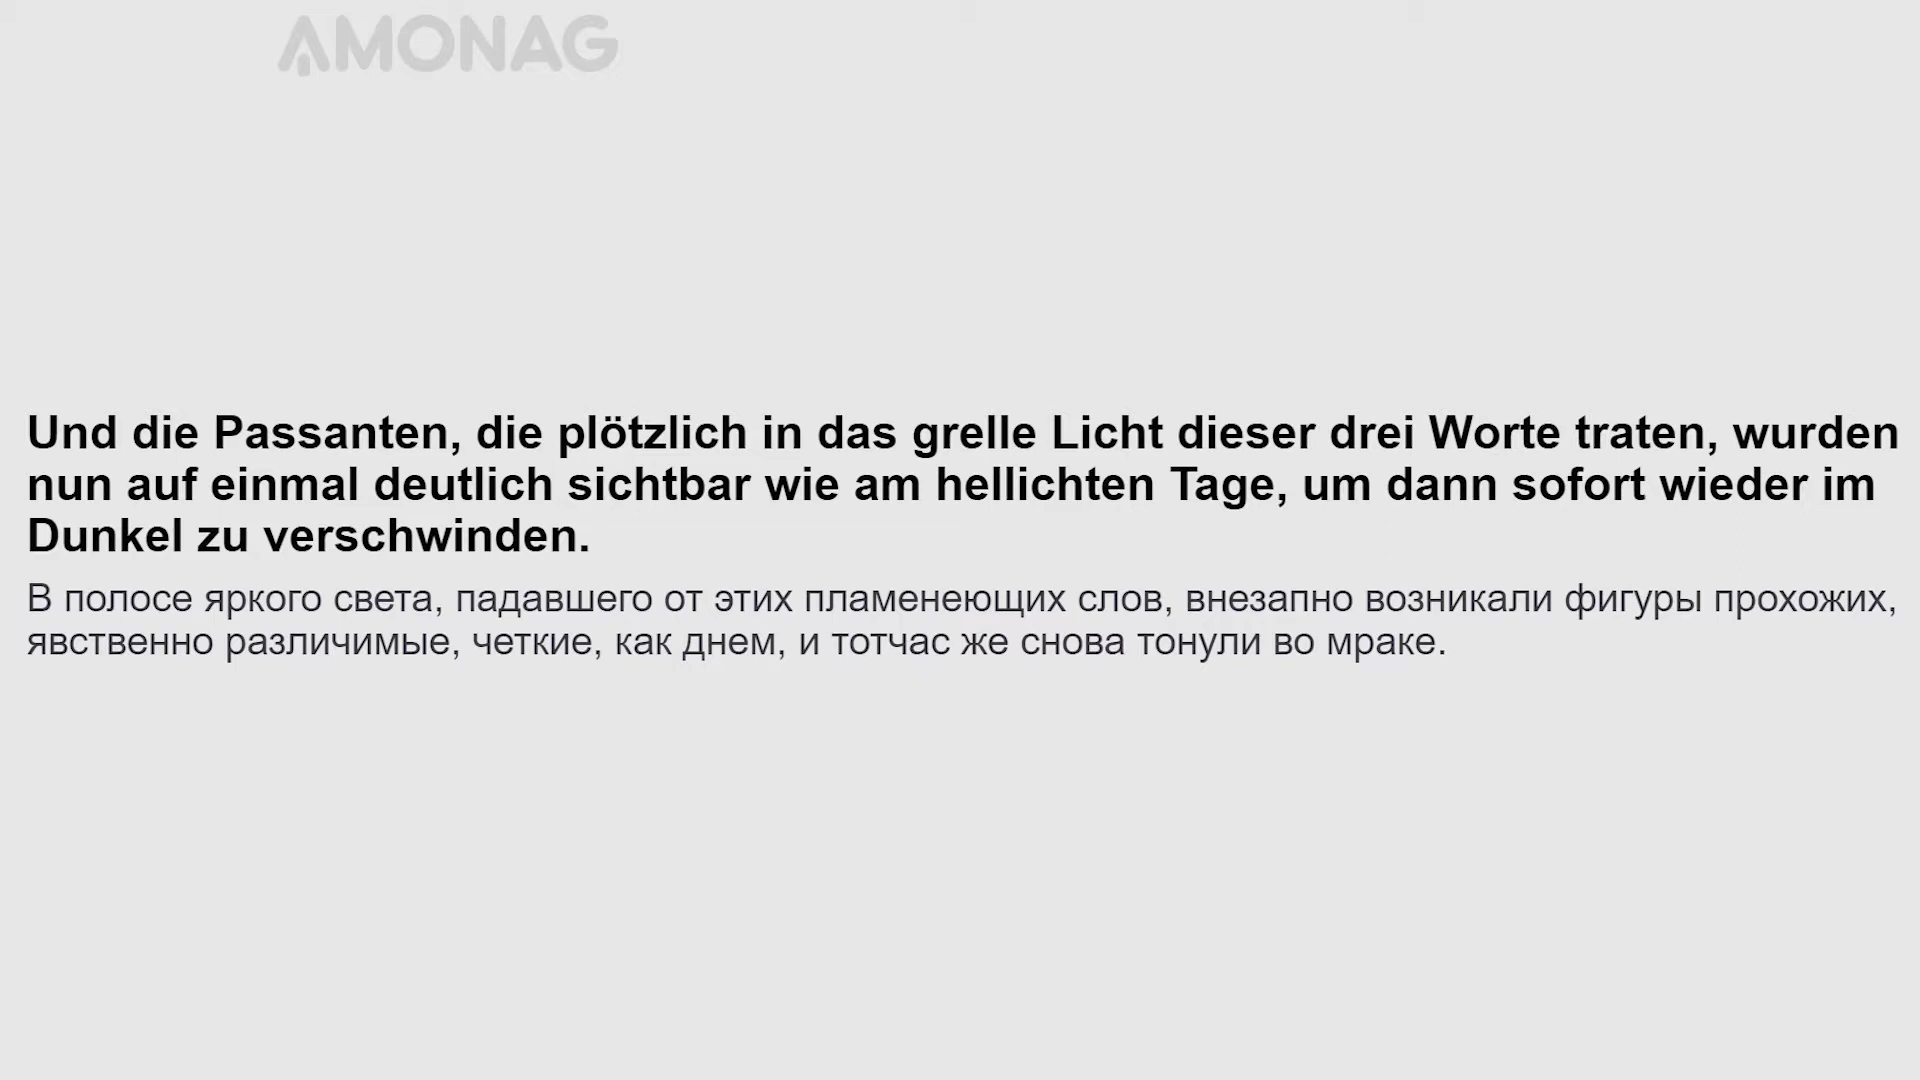 AMONAG
Und die Passanten, die plötzlich in das grelle Licht dieser drei Worte traten, wurden
nun auf einmal deutlich sichtbar wie am hellichten Tage, um dann sofort wieder im
Dunkel zu verschwinden.
В полосе яркого света, падавшего от этих пламенеющих слов, внезапно возникали фигуры прохожих,
явственно различимые, четкие, как днем, и тотчас же снова тонули во мраке.